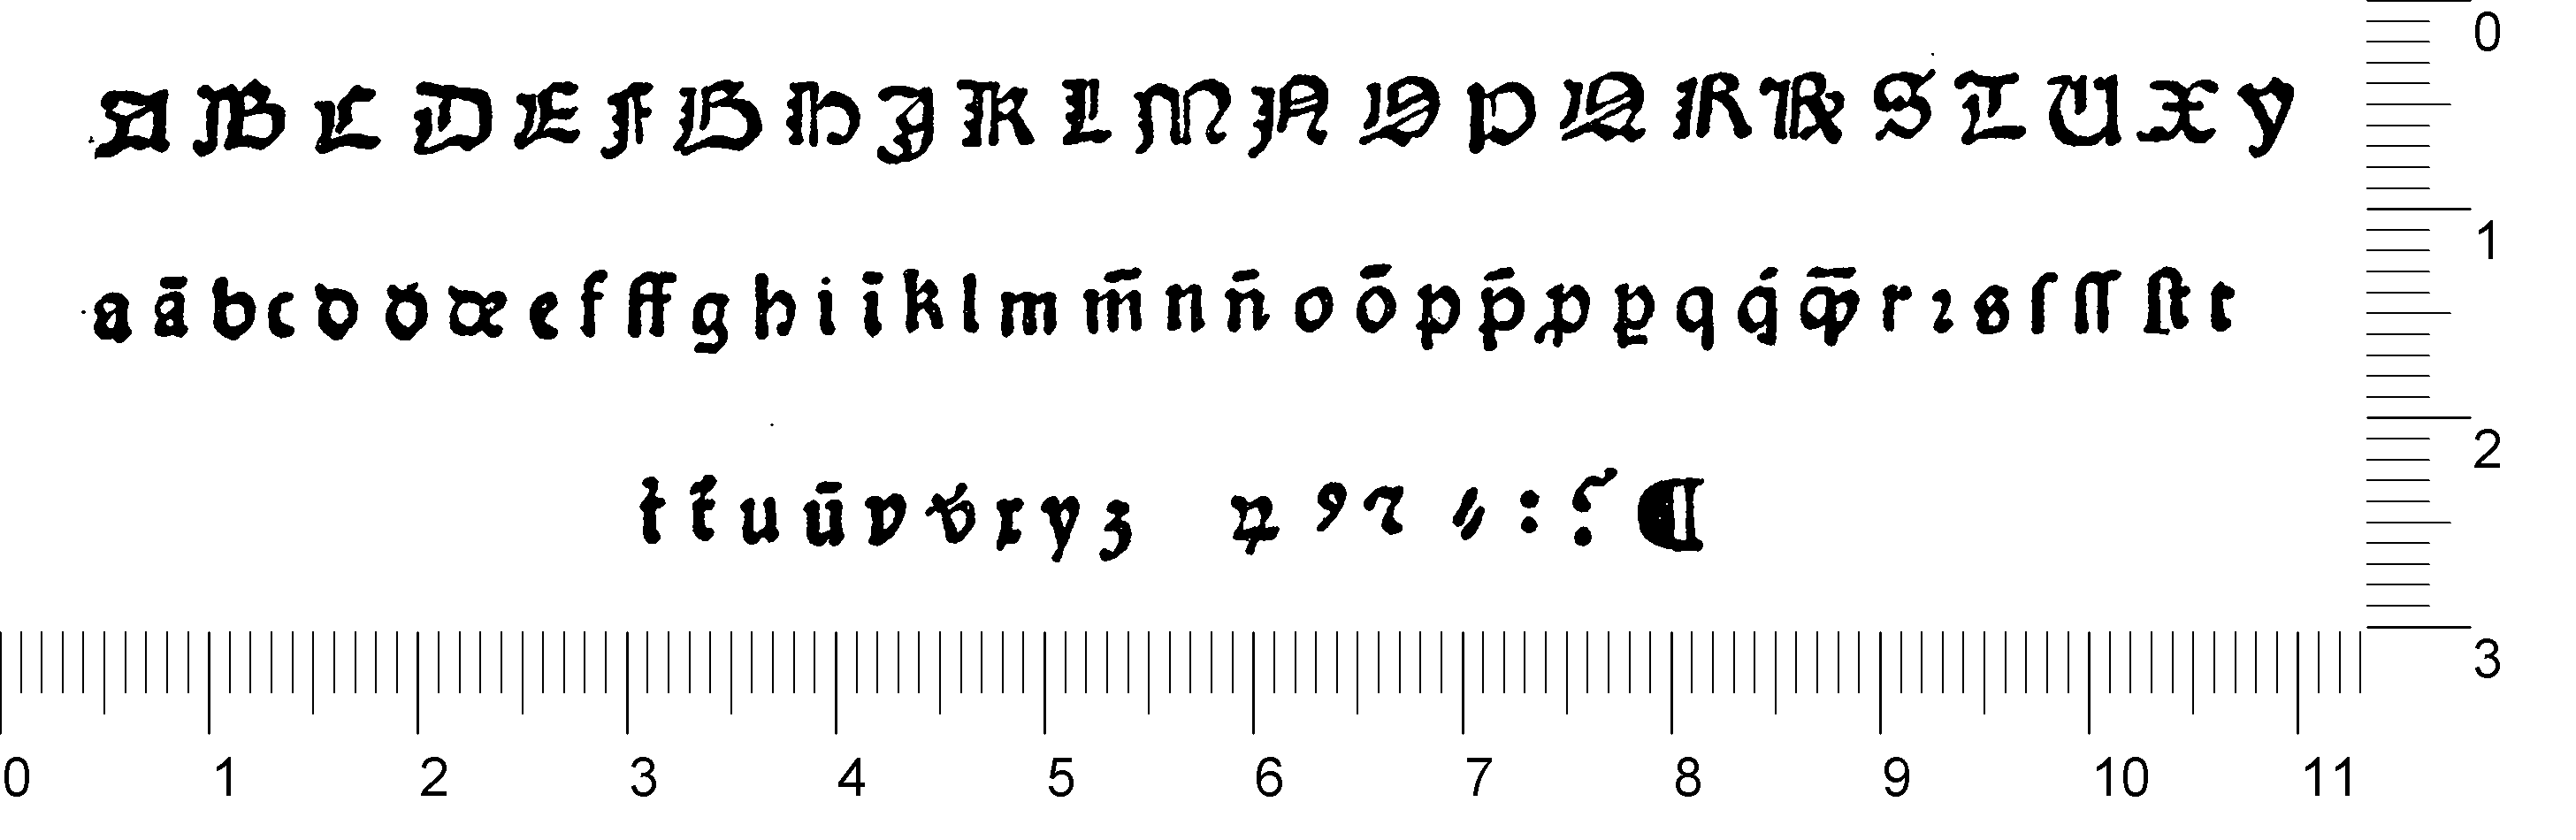 A B C D E F G H I K L M N O P Q R ℟ S T U X Y
a ā b c d d̄ œ e f ff g h i ī k l m m̄ n n̄ o ō p p̄ ꝓ ꝑ q q́ q̄p r ꝛ s ſ ſſ ſt t
t t̄ u ū v v́ x y z ꝝ ꝯ ⁊ ⸗ : ? ¶
0
1
2
3
0 1 2 3 4 5 6 7 8 9 10 11